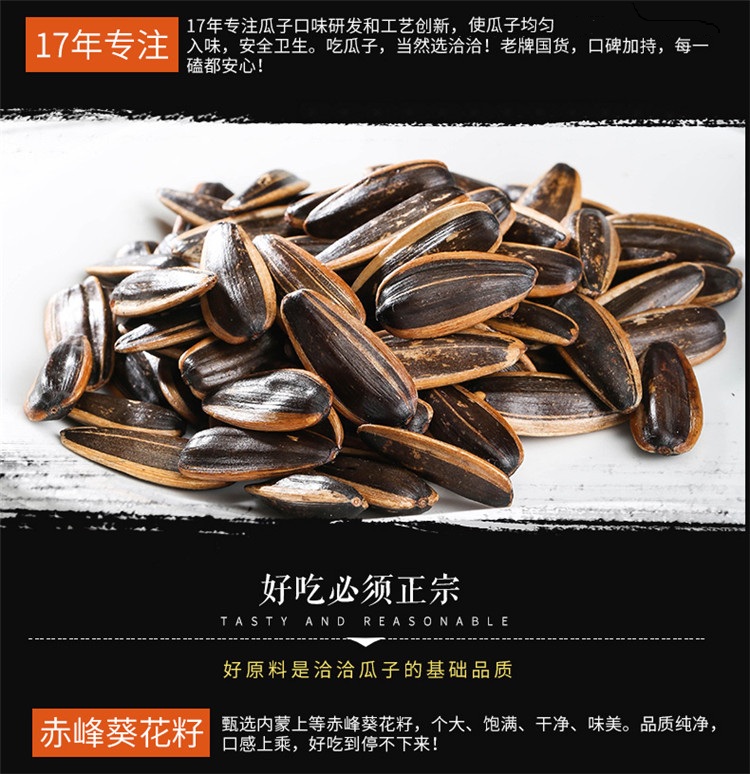 17年专注
17年专注瓜子口味研发和工艺创新，使瓜子均匀
入味，安全卫生。吃瓜子，当然选洽洽！老牌国货，口碑加持，每一
磕都安心！
好吃必须正宗
TASTY AND REASONABLE
好原料是洽洽瓜子的基础品质
赤峰葵花籽
甄选内蒙上等赤峰葵花籽，个大、饱满、干净、味美。品质纯净，
口感上乘，好吃到停不下来！